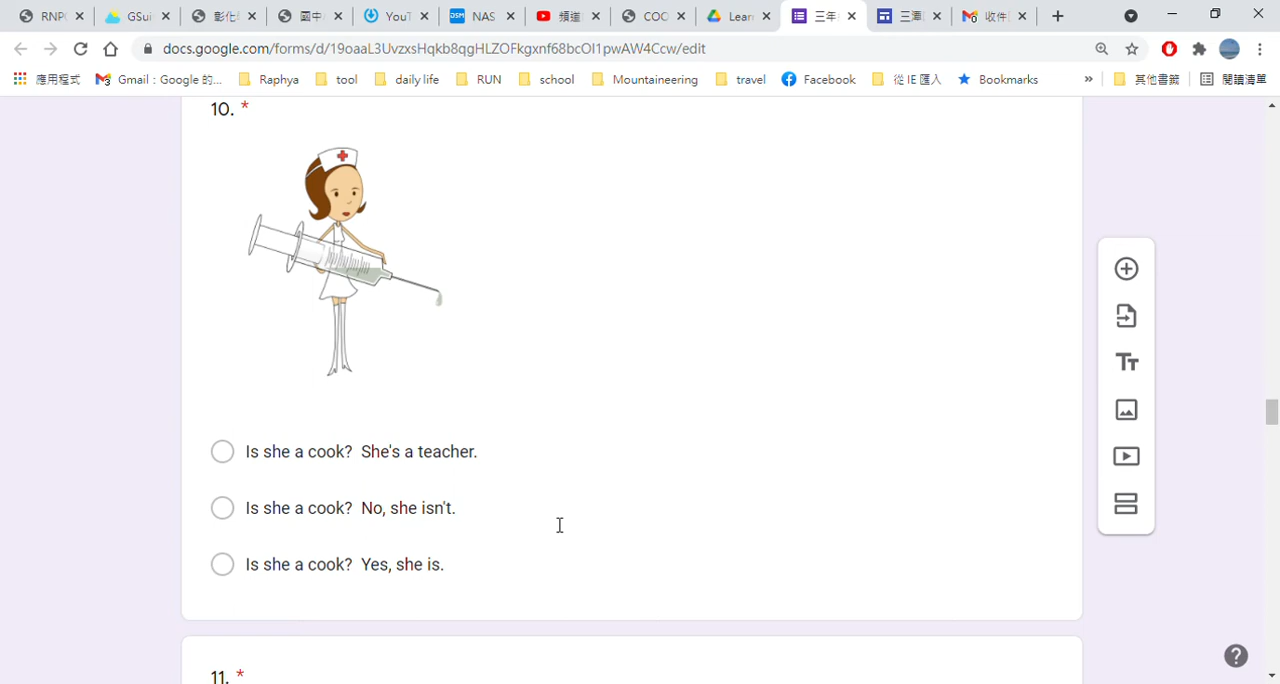 RNPC
GSui
彰化
國中
YouT
NAS
頻道
COC
Lear
三年
三潭
收件
docs.google.com/forms/d/19oaaL3UvzxsHqkb8qgHLZOFkgxnf68bcOI1pwAW4Ccw/edit
應用程式
Gmail：Google 的...
Raphya
tool
daily life
RUN
school
Mountaineering
travel
Facebook
從 IE 匯入
Bookmarks
»
其他書籤
閱讀清單
10. *
Is she a cook?  She's a teacher.
Is she a cook?  No, she isn't.
Is she a cook?  Yes, she is.
11. *